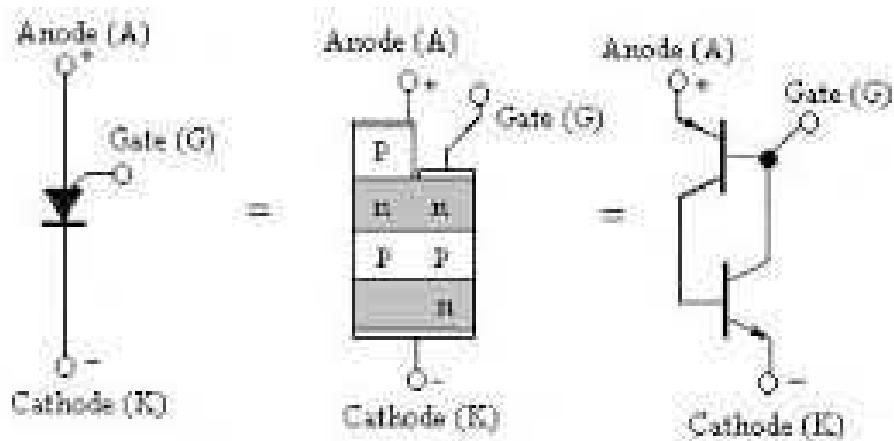 Anode (A)
+
Gate (G)
−
Cathode (K)
=
Anode (A)
+
Gate (G)
P
n n
P P
n
−
Cathode (K)
=
Anode (A)
+
Gate (G)
−
Cathode (K)